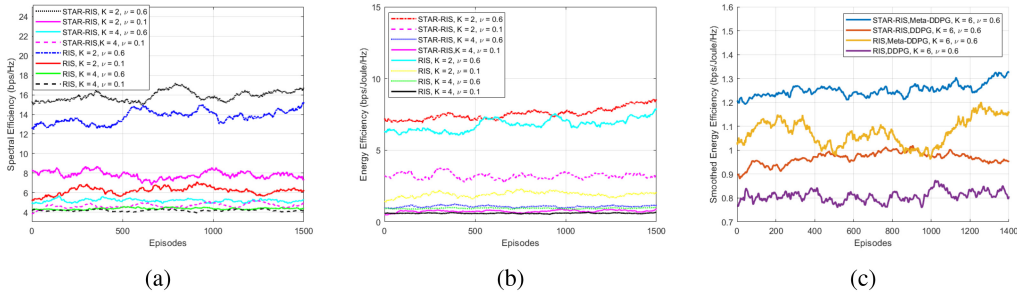 Spectral Efficiency (bps/Hz)
24
22
20
18
16
14
12
10
8
6
4
STAR-RIS, K = 2, ν = 0.6
STAR-RIS, K = 2, ν = 0.1
STAR-RIS, K = 4, ν = 0.6
STAR-RIS,K = 4, ν = 0.1
RIS, K = 2, ν = 0.6
RIS, K = 2, ν = 0.1
RIS, K = 4, ν = 0.6
RIS, K = 4, ν = 0.1
0 500 1000 1500
Episodes
(a)
Energy Efficiency (bps/Joule/Hz)
15
10
5
0
STAR-RIS, K = 2, ν = 0.6
STAR-RIS, K = 2, ν = 0.1
STAR-RIS, K = 4, ν = 0.6
STAR-RIS,K = 4, ν = 0.1
RIS, K = 2, ν = 0.6
RIS, K = 2, ν = 0.1
RIS, K = 4, ν = 0.6
RIS, K = 4, ν = 0.1
0 500 1000 1500
Episodes
(b)
Smoothed Energy Efficiency (bps/Joule/Hz)
1.6
1.5
1.4
1.3
1.2
1.1
1
0.9
0.8
0.7
0.6
STAR-RIS,Meta-DDPG, K = 6, ν = 0.6
STAR-RIS,DDPG, K = 6, ν = 0.6
RIS,Meta-DDPG, K = 6, ν = 0.6
RIS,DDPG, K = 6, ν = 0.6
0 200 400 600 800 1000 1200 1400
Episodes
(c)